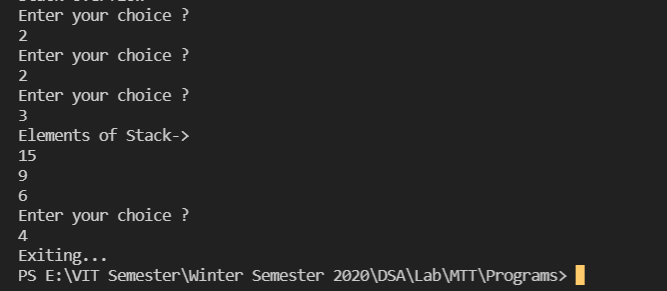 Enter your choice ?
2
Enter your choice ?
2
Enter your choice ?
3
Elements of Stack->
15
9
6
Enter your choice ?
4
Exiting...
PS E:\VIT Semester\Winter Semester 2020\DSA\Lab\MTT\Programs>